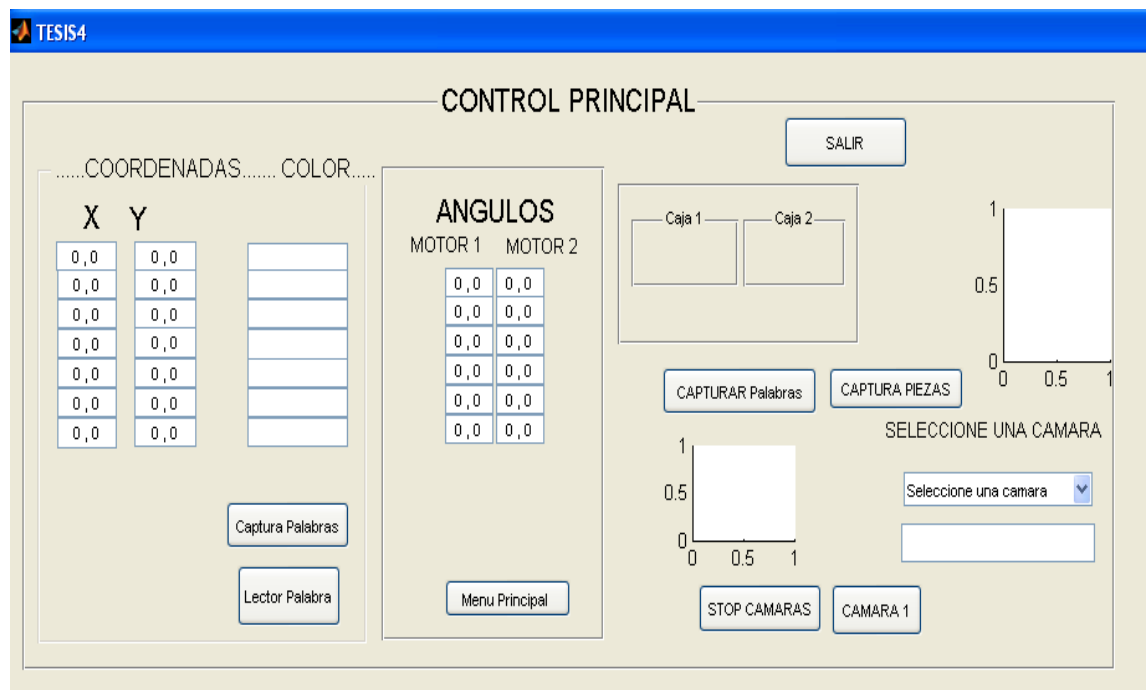 TESIS4
CONTROL PRINCIPAL
SALIR
......COORDENADAS....... COLOR.....
X Y
0,0 0,0
0,0 0,0
0,0 0,0
0,0 0,0
0,0 0,0
0,0 0,0
0,0 0,0
Captura Palabras
Lector Palabra
ANGULOS
MOTOR 1 MOTOR 2
0,0 0,0
0,0 0,0
0,0 0,0
0,0 0,0
0,0 0,0
0,0 0,0
Menu Principal
Caja 1 Caja 2
1
0.5
0
0 0.5 1
CAPTURAR Palabras CAPTURA PIEZAS
SELECCIONE UNA CAMARA
Seleccione una camara
1
0.5
0
0 0.5 1
STOP CAMARAS CAMARA 1